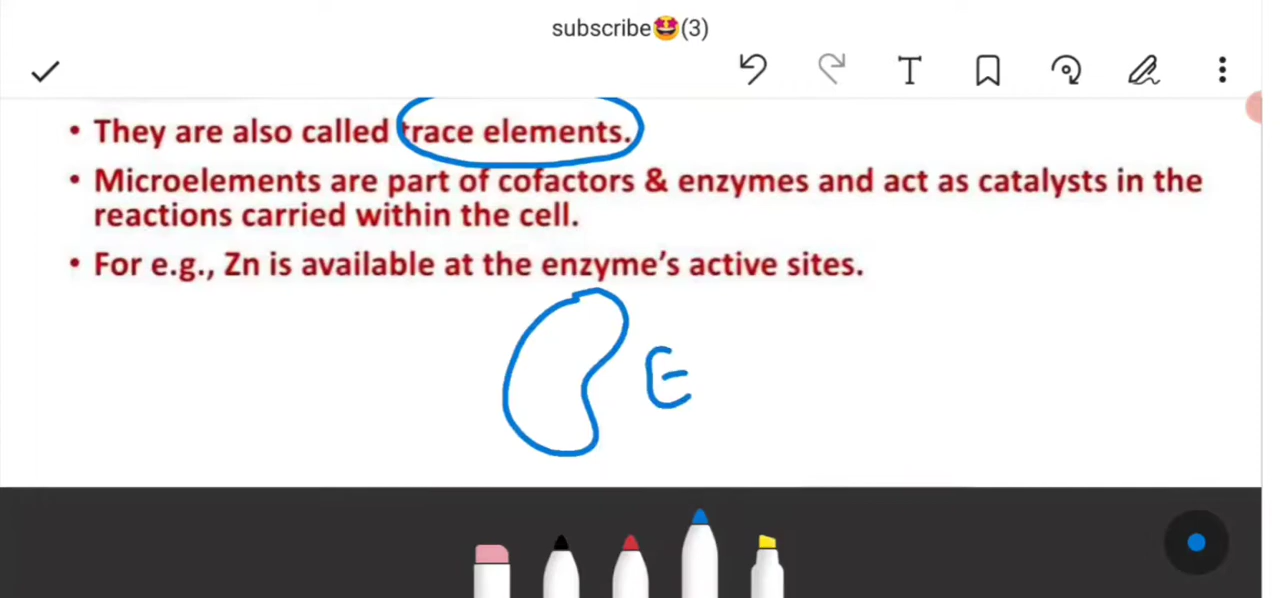 subscribe🤩(3)
• They are also called trace elements.
• Microelements are part of cofactors & enzymes and act as catalysts in the
reactions carried within the cell.
• For e.g., Zn is available at the enzyme's active sites.
E